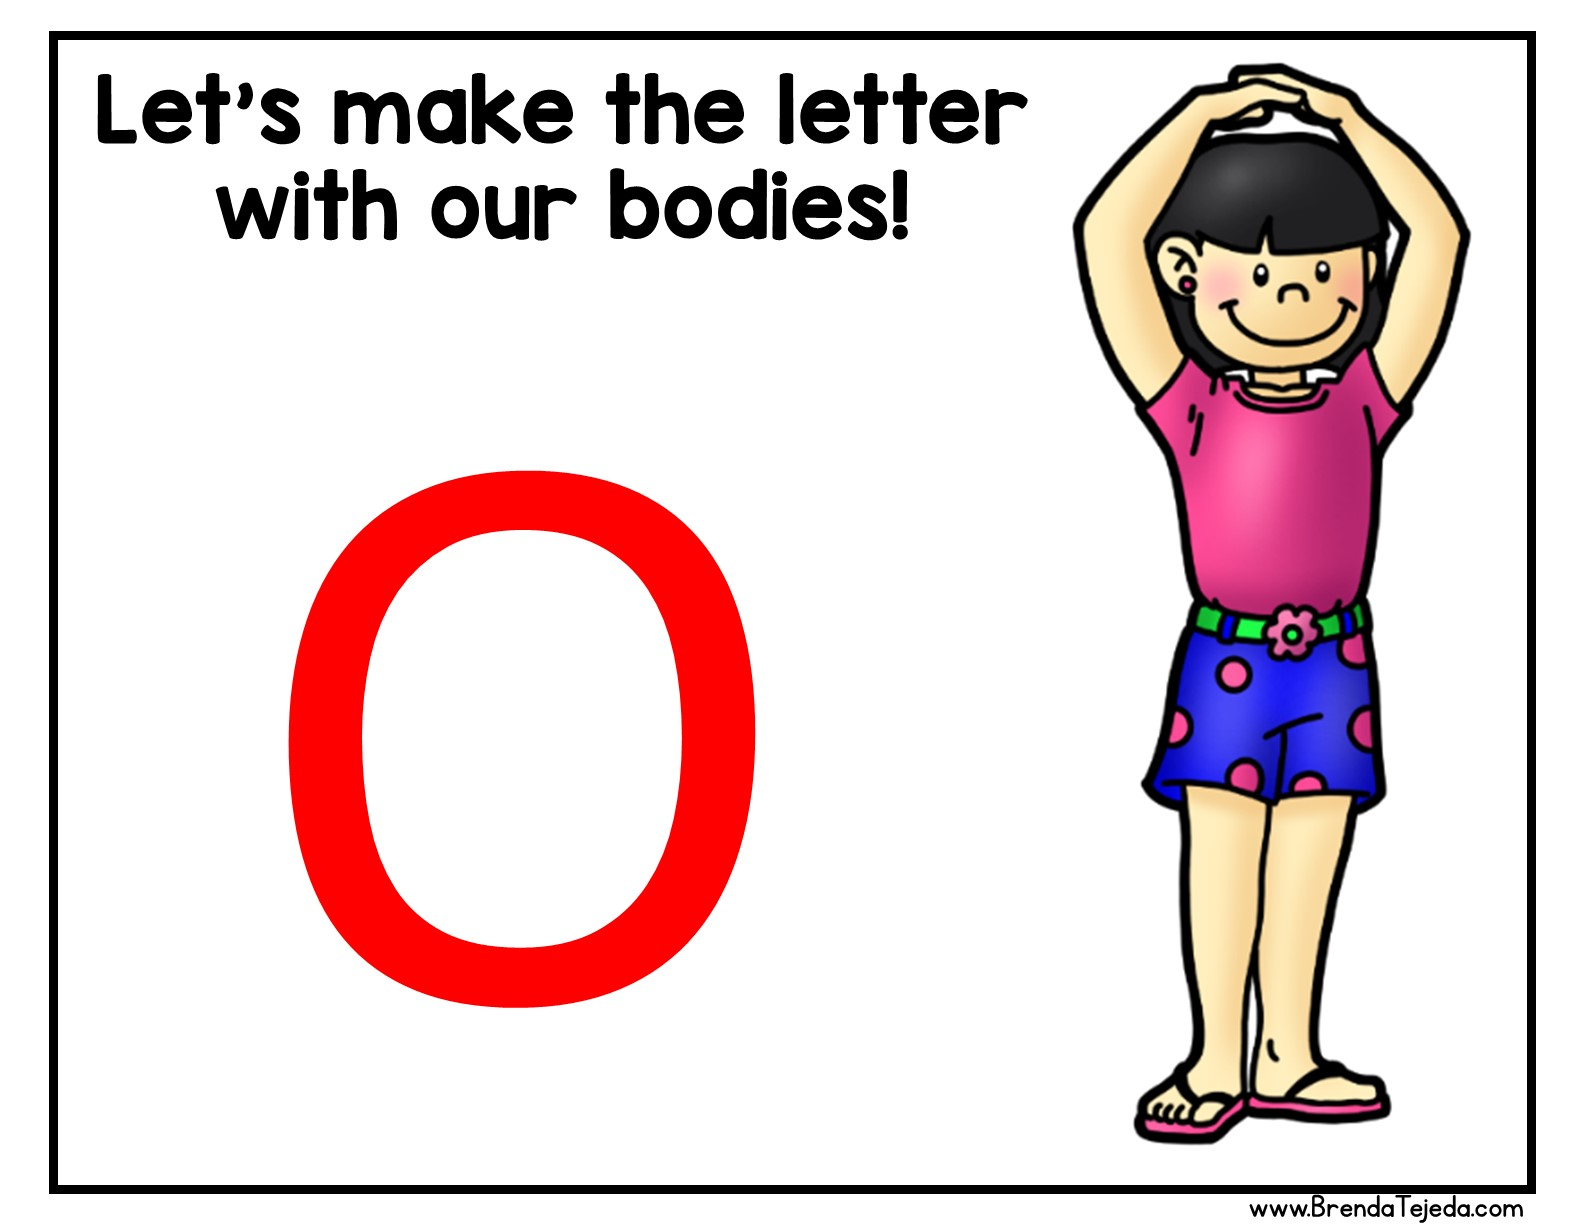 Let's make the letter
with our bodies!
o
www.BrendaTejeda.com